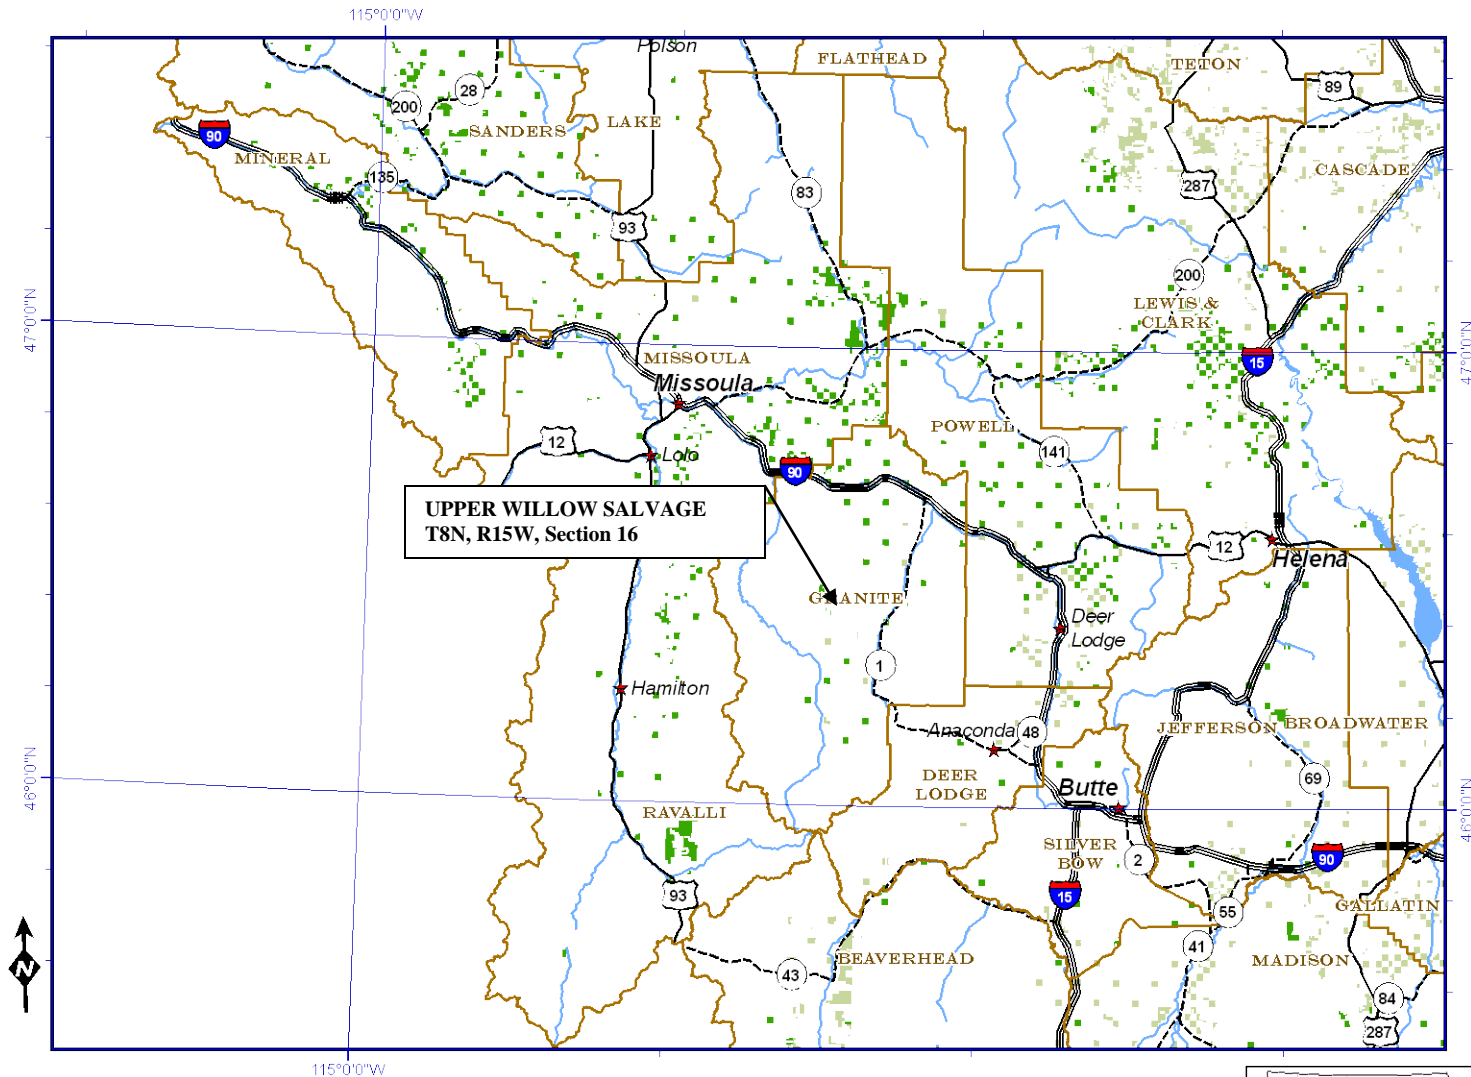 115°0'0"W
Polson
FLATHEAD
TETON
89
28
200
SANDERS
LAKE
90
MINERAL
CASCADE
135
287
83
93
200
LEWIS &
CLARK
47°0'0"N
47°0'0"N
MISSOULA
15
Missoula
12
POWELL
Lolo
141
90
UPPER WILLOW SALVAGE
T8N, R15W, Section 16
12
Helena
GRANITE
Deer
Lodge
1
Hamilton
Anaconda
48
JEFFERSON
BROADWATER
DEER
LODGE
69
46°0'0"N
46°0'0"N
Butte
RAVALLI
SILVER
BOW
2
90
93
15
55
GALLATIN
41
BEAVERHEAD
MADISON
43
84
287
N
115°0'0"W